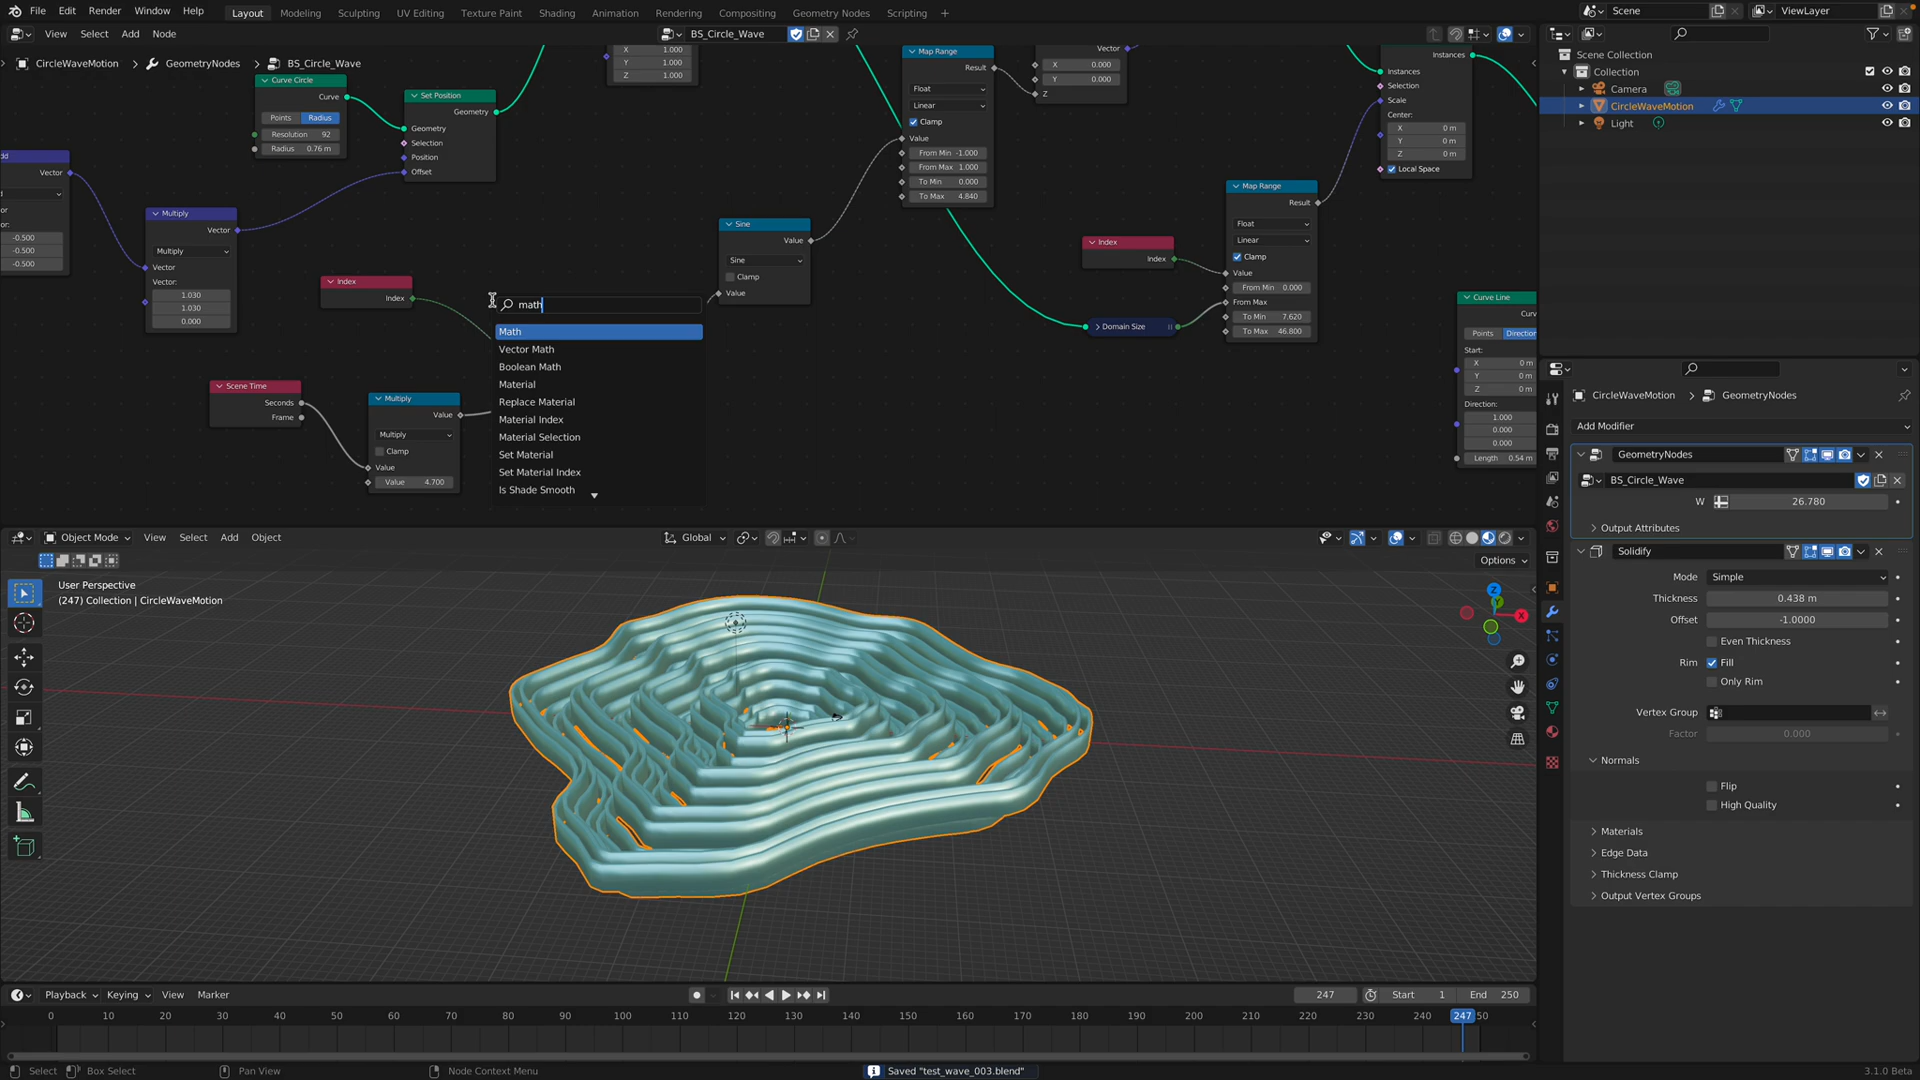 File Edit Render Window Help Layout Modeling Sculpting UV Editing Texture Paint Shading Animation Rendering Compositing Geometry Nodes Scripting +
Scene ViewLayer
View Select Add Node BS_Circle_Wave
CircleWaveMotion > GeometryNodes > BS_Circle_Wave
Curve Circle
Curve
Points Radius
Resolution 92
Radius 0.76 m
Set Position
Geometry
Geometry
Selection
Position
Offset
X 1.000
Y 1.000
Z 1.000
Vector
-0.500
-0.500
-0.500
Multiply
Vector
Multiply
Vector
Vector:
1.030
1.030
0.000
Index
Index
Scene Time
Seconds
Frame
Multiply
Value
Multiply
Clamp
Value
Value 4.700
math
Math
Vector Math
Boolean Math
Material
Replace Material
Material Index
Material Selection
Set Material
Set Material Index
Is Shade Smooth
Sine
Value
Sine
Clamp
Value
Map Range
Result
Float
Linear
Clamp
Value
From Min -1.000
From Max 1.000
To Min 0.000
To Max 4.840
Vector
X 0.000
Y 0.000
Z
Index
Index
Domain Size
Map Range
Result
Float
Linear
Clamp
Value
From Min 0.000
From Max
To Min 7.620
To Max 46.800
Instances
Instances
Selection
Scale
Center:
X 0 m
Y 0 m
Z 0 m
Local Space
Curve Line
Points
Start:
X 0 m
Y 0 m
Z 0 m
Direction:
1.000
0.000
0.000
Length 0.54 m
Scene Collection
Collection
Camera
CircleWaveMotion
Light
CircleWaveMotion > GeometryNodes
Add Modifier
GeometryNodes
BS_Circle_Wave
W 26.780
Output Attributes
Solidify
Mode Simple
Thickness 0.438 m
Offset -1.0000
Even Thickness
Rim Fill
Only Rim
Vertex Group
Factor 0.000
Normals
Flip
High Quality
Materials
Edge Data
Thickness Clamp
Output Vertex Groups
Object Mode View Select Add Object Global
Options
User Perspective
(247) Collection | CircleWaveMotion
Z
X
Playback Keying View Marker 247 Start 1 End 250
0 10 20 30 40 50 60 70 80 90 100 110 120 130 140 150 160 170 180 190 200 210 220 230 240 247 50
Select Box Select Pan View Node Context Menu Saved "test_wave_003.blend" 3.1.0 Beta